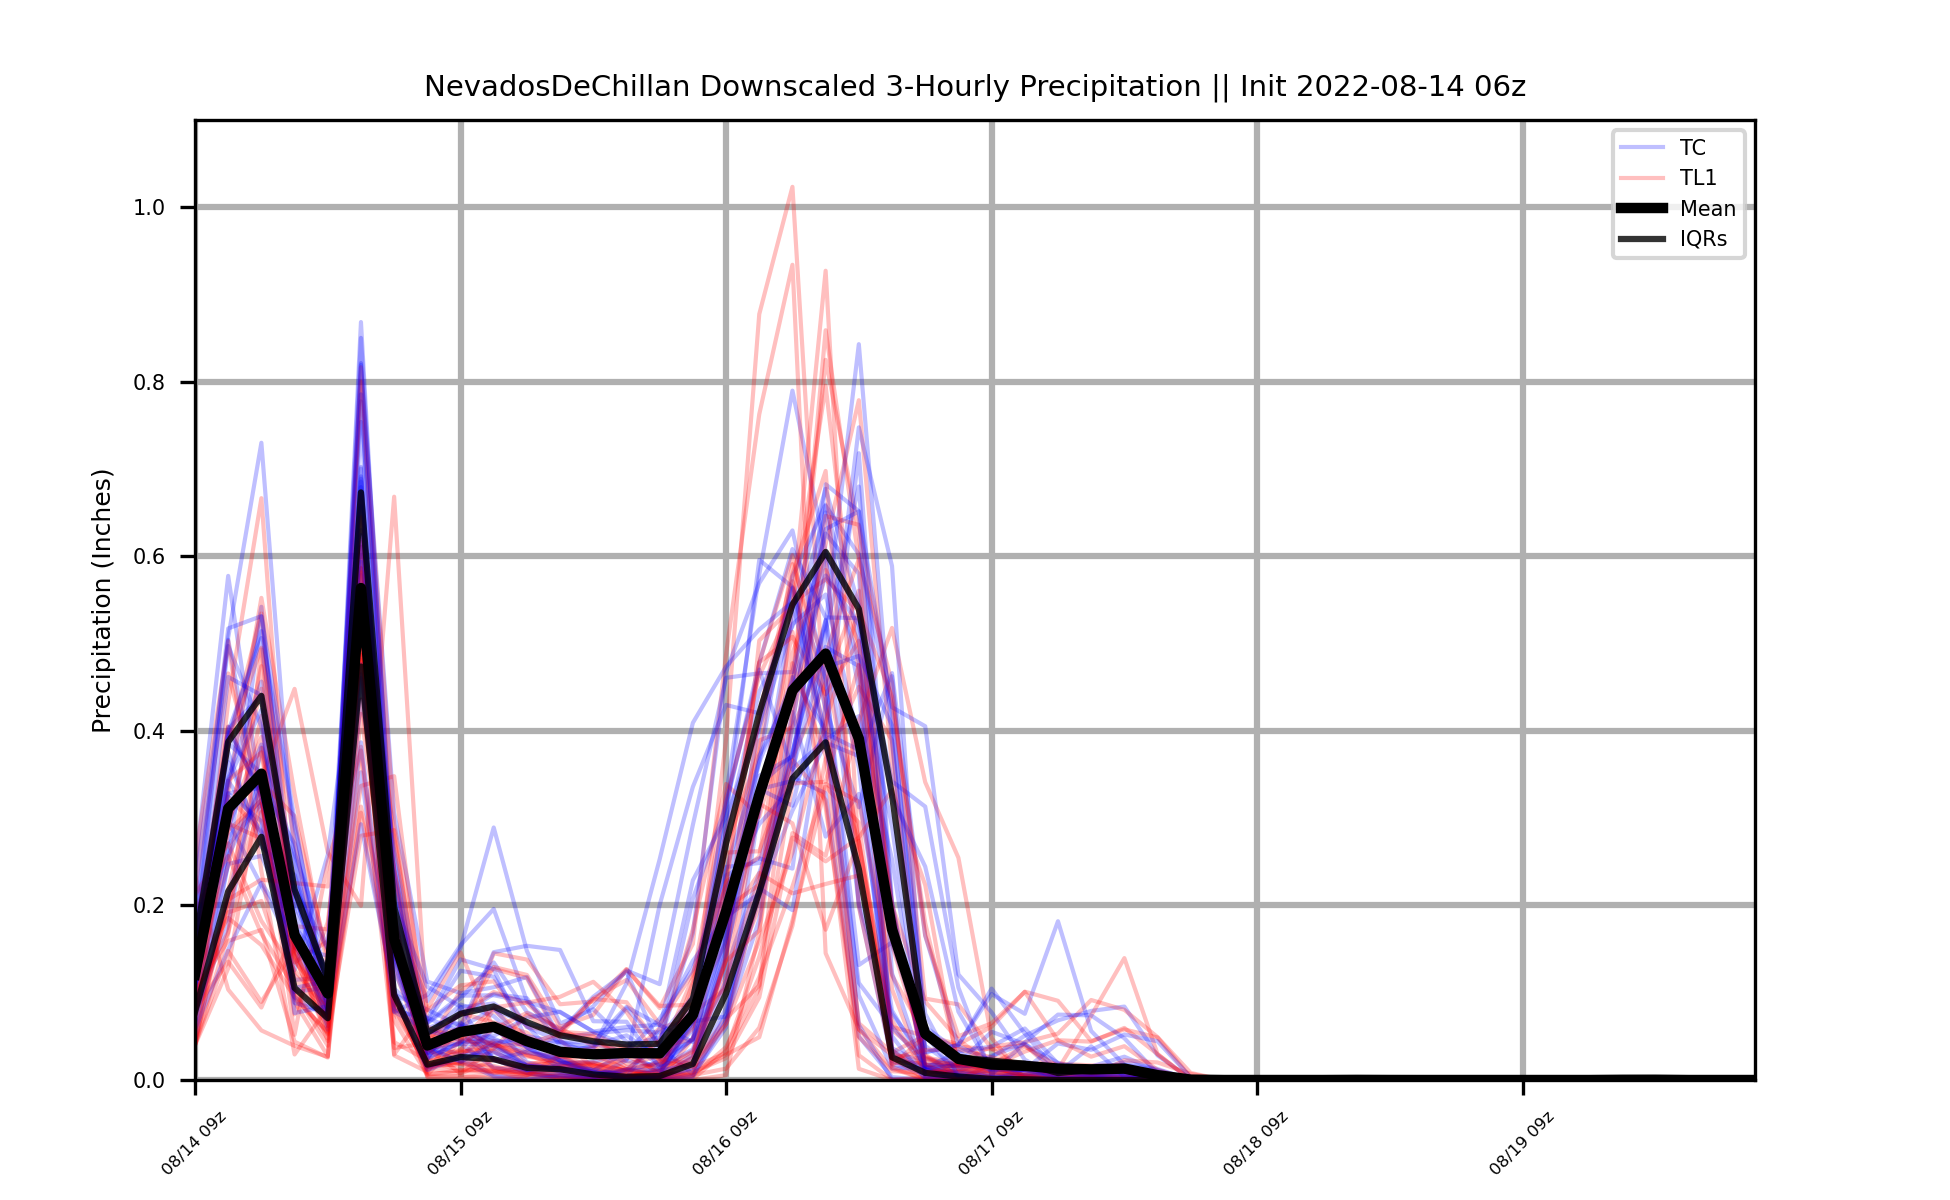 NevadosDeChillan Downscaled 3-Hourly Precipitation || Init 2022-08-14 06z
TC
TL1
Mean
IQRs
Precipitation (Inches)
1.0
0.8
0.6
0.4
0.2
0.0
08/14 09z
08/15 09z
08/16 09z
08/17 09z
08/18 09z
08/19 09z